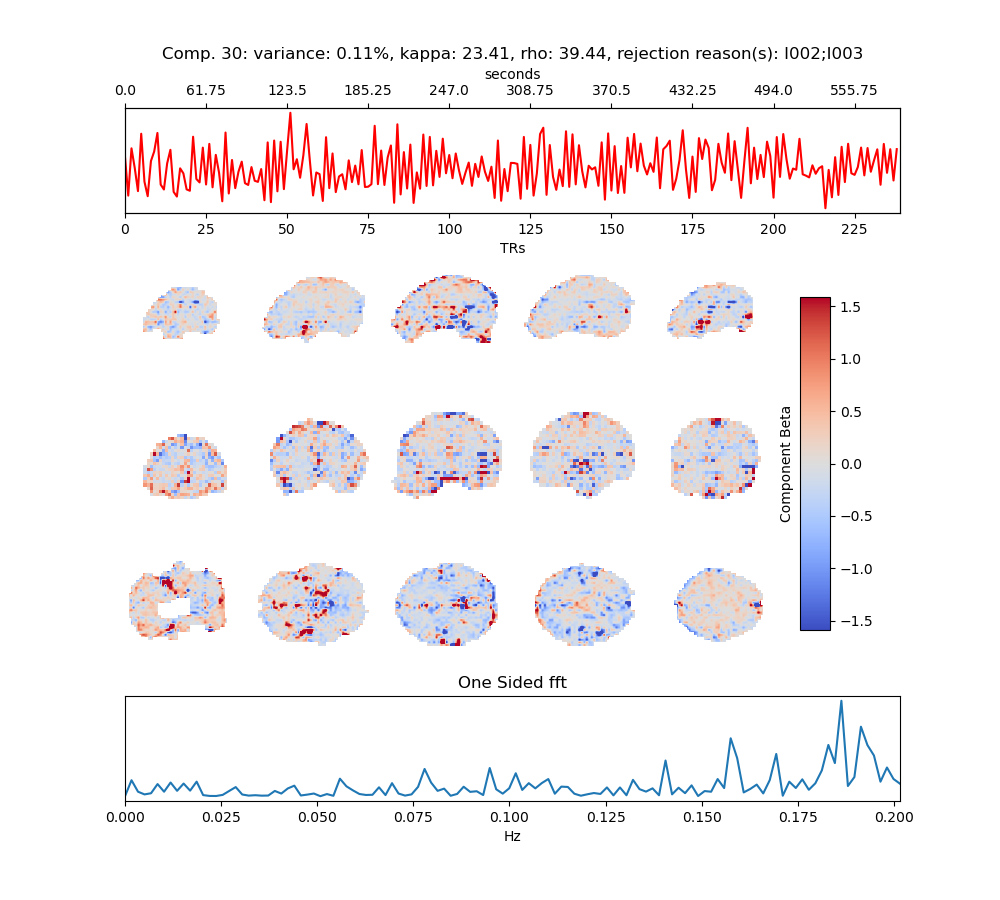 Comp. 30: variance: 0.11%, kappa: 23.41, rho: 39.44, rejection reason(s): I002;I003
seconds
0.0 61.75 123.5 185.25 247.0 308.75 370.5 432.25 494.0 555.75
0 25 50 75 100 125 150 175 200 225
TRs
1.5
1.0
0.5
0.0
−0.5
−1.0
−1.5
Component Beta
One Sided fft
0.000 0.025 0.050 0.075 0.100 0.125 0.150 0.175 0.200
Hz